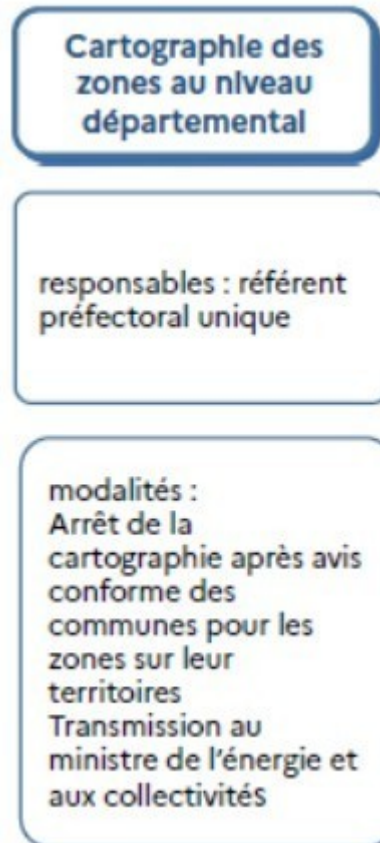 Cartographie des
zones au niveau
départemental
responsables : référent
préfectoral unique
modalités :
Arrêt de la
cartographie après avis
conforme des
communes pour les
zones sur leur
territoires
Transmission au
ministre de l'énergie et
aux collectivités